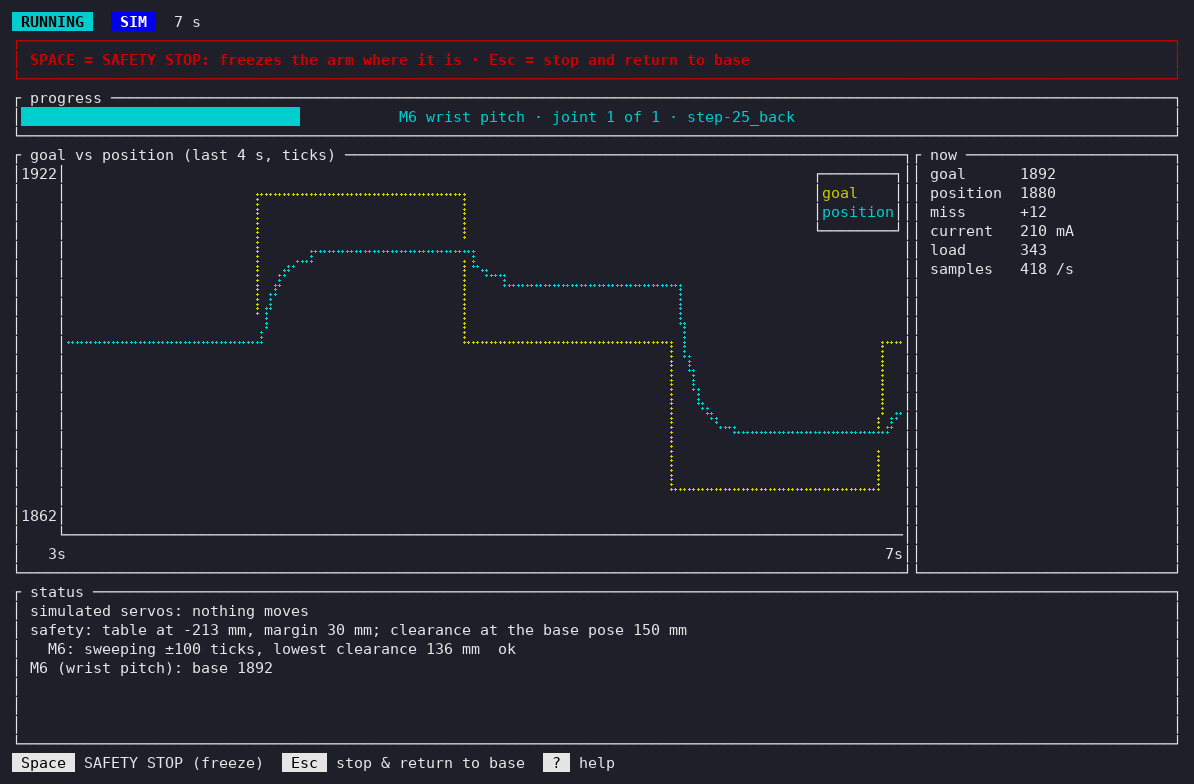 RUNNING SIM 7 s
SPACE = SAFETY STOP: freezes the arm where it is · Esc = stop and return to base
progress
M6 wrist pitch · joint 1 of 1 · step-25_back
goal vs position (last 4 s, ticks)
1922
goal
position
1862
3s 7s
now
goal 1892
position 1880
miss +12
current 210 mA
load 343
samples 418 /s
status
simulated servos: nothing moves
safety: table at -213 mm, margin 30 mm; clearance at the base pose 150 mm
M6: sweeping ±100 ticks, lowest clearance 136 mm  ok
M6 (wrist pitch): base 1892
Space SAFETY STOP (freeze) Esc stop & return to base ? help